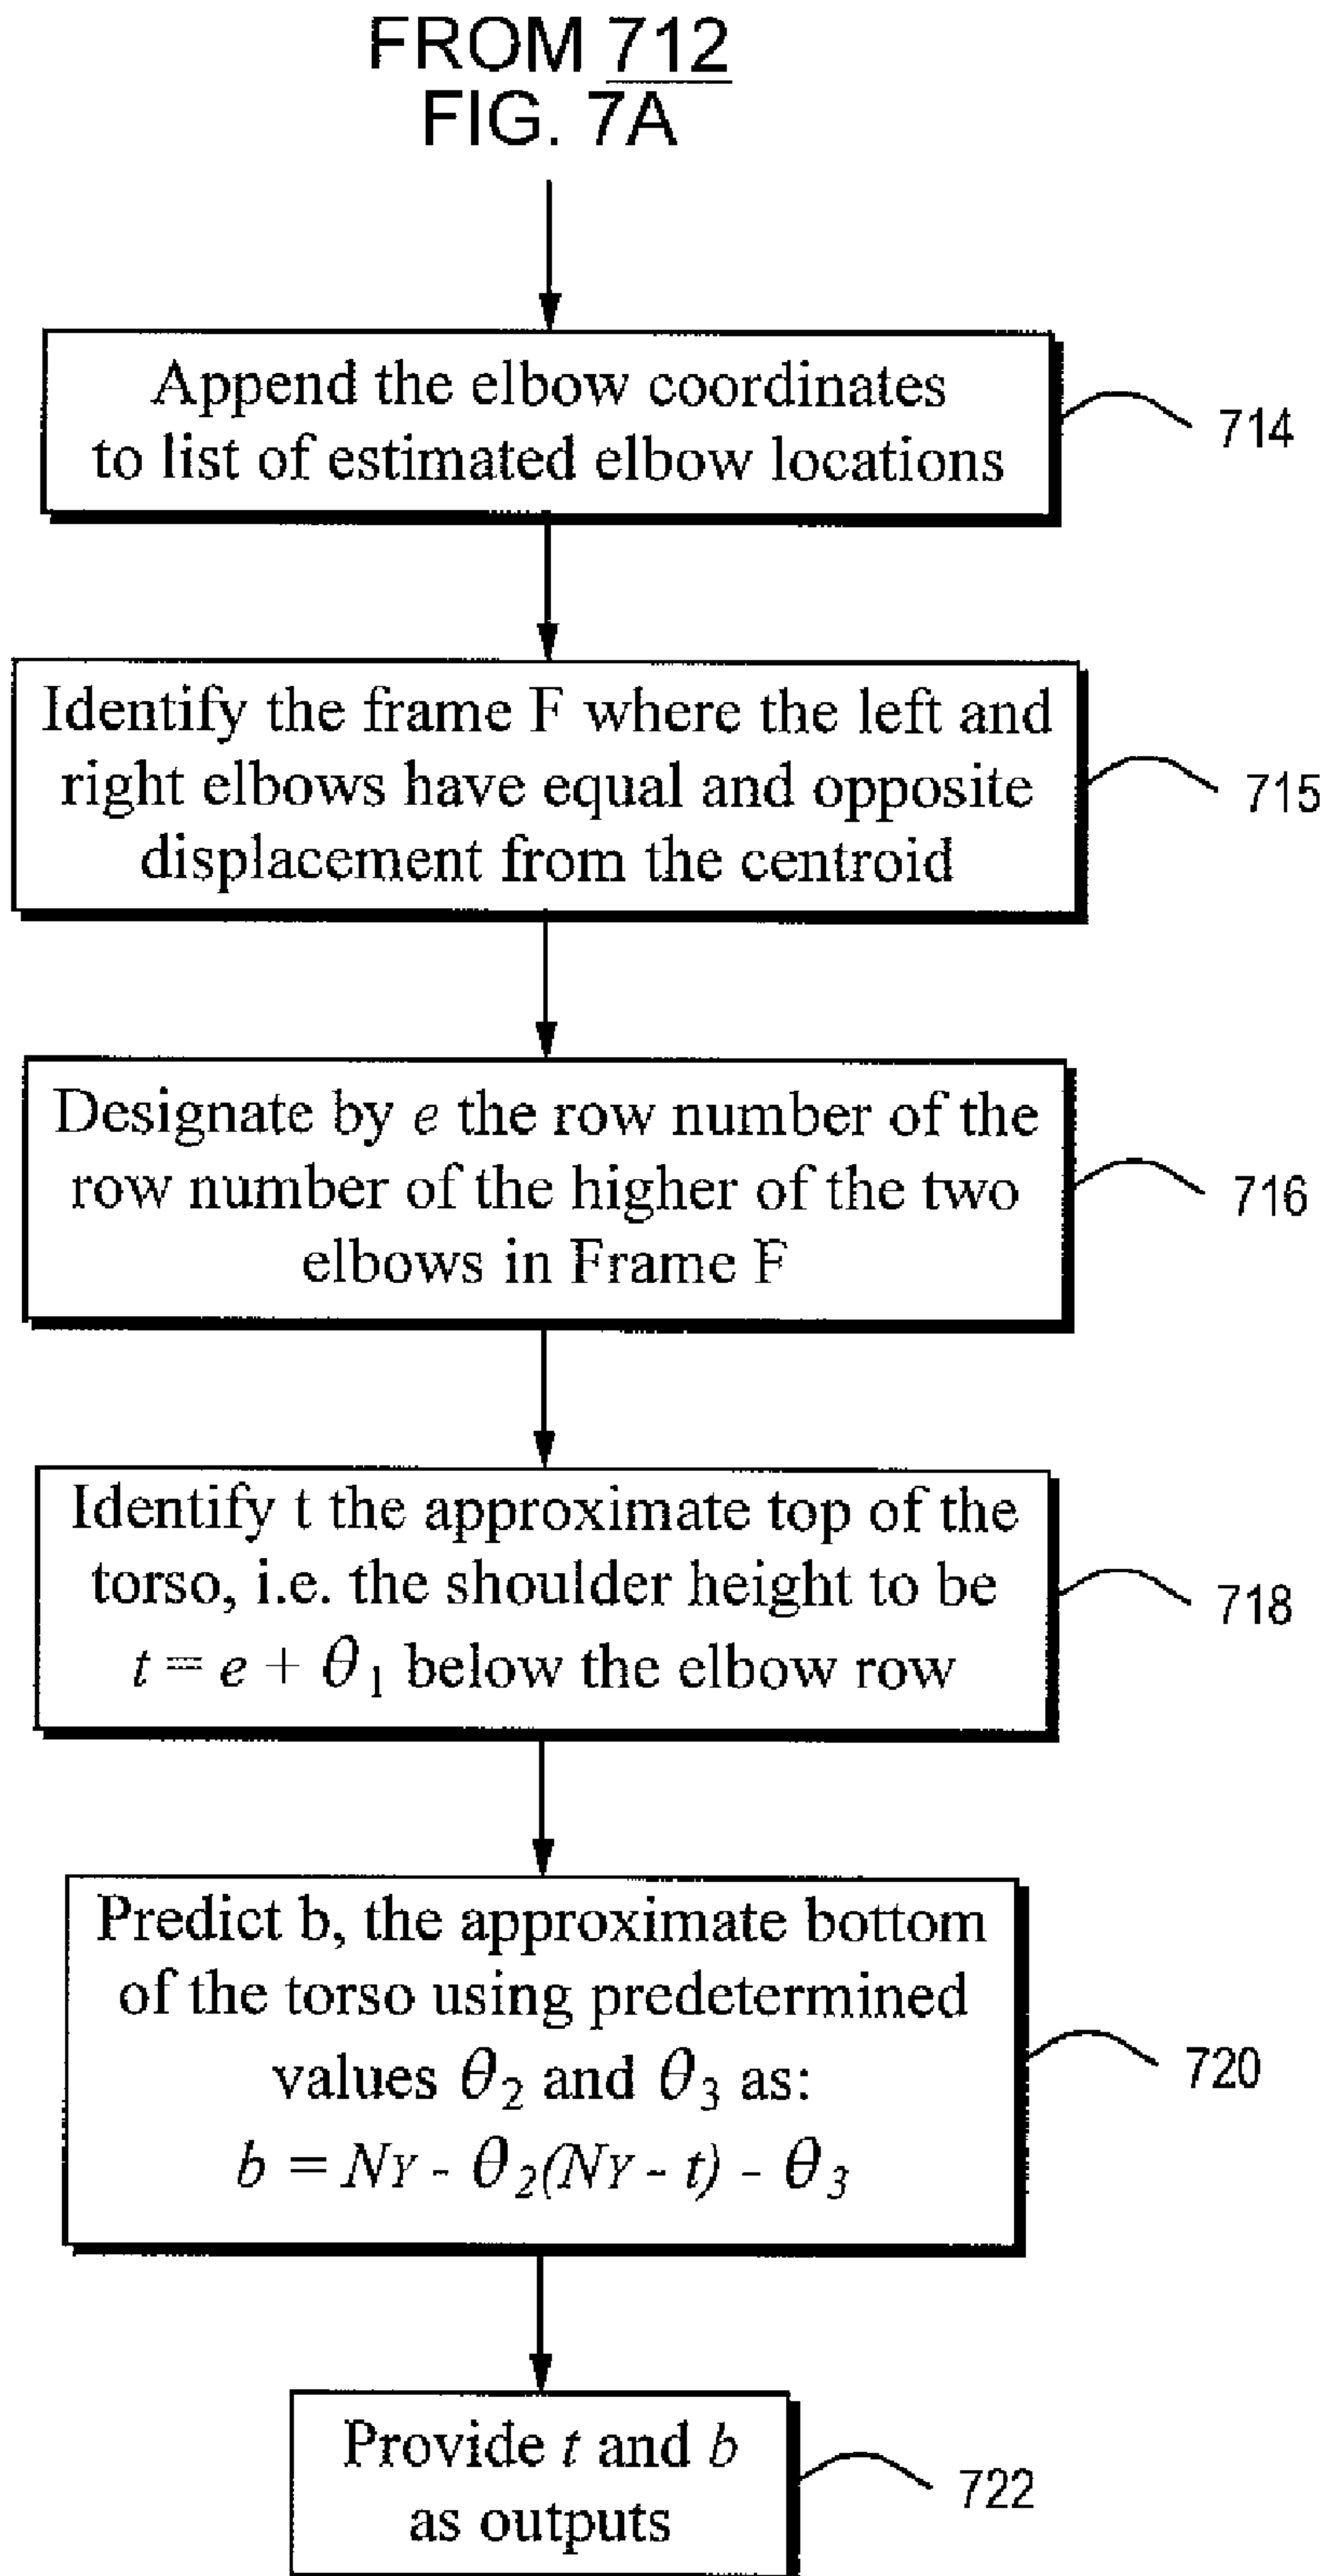 FROM 712
FIG. 7A
Append the elbow coordinates
to list of estimated elbow locations
714
Identify the frame F where the left and
right elbows have equal and opposite
displacement from the centroid
715
Designate by e the row number of the
row number of the higher of the two
elbows in Frame F
716
Identify t the approximate top of the
torso, i.e. the shoulder height to be
t = e + θ₁ below the elbow row
718
Predict b, the approximate bottom
of the torso using predetermined
values θ₂ and θ₃ as:
b = NY - θ₂(NY - t) - θ₃
720
Provide t and b
as outputs
722